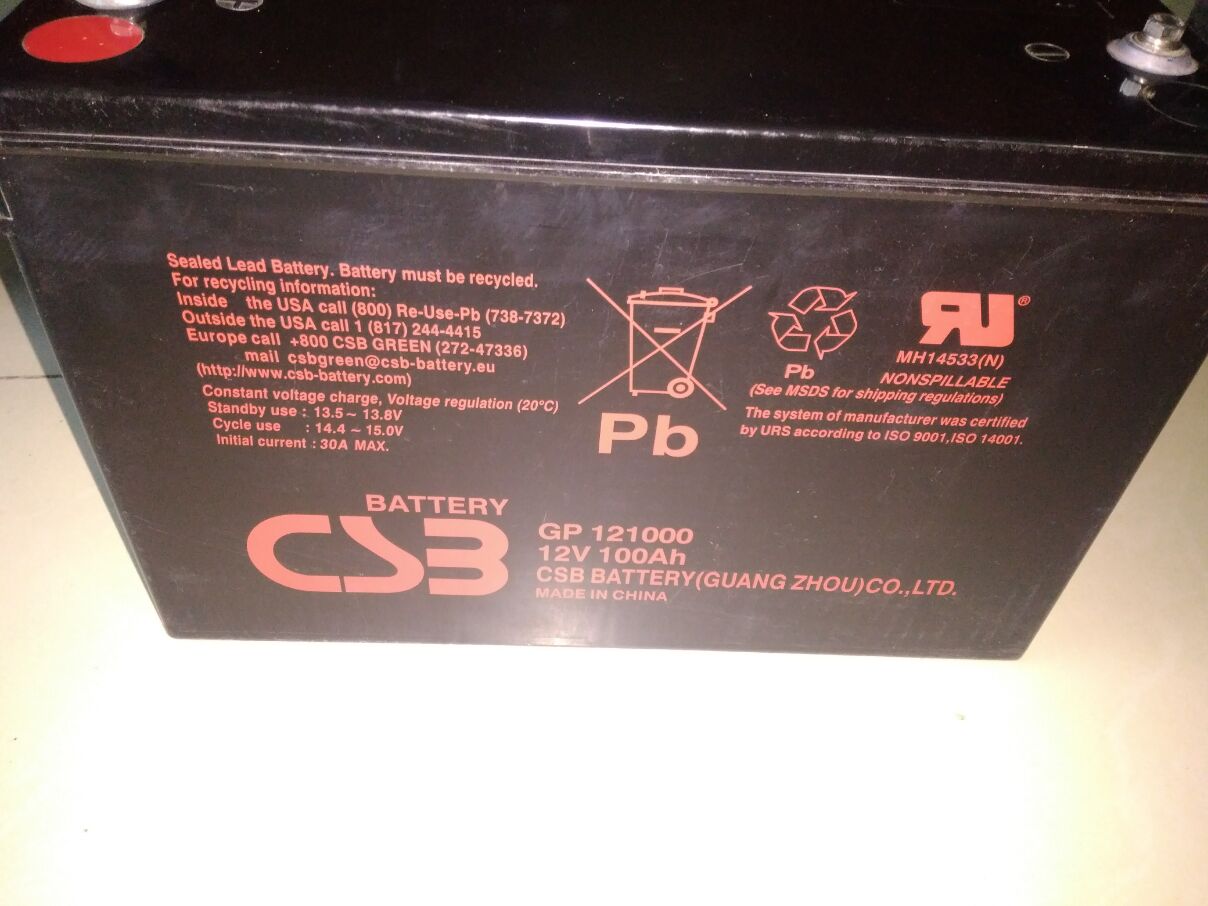 Sealed Lead Battery. Battery must be recycled.
For recycling information:
Inside the USA call (800) Re-Use-Pb (738-7372)
Outside the USA call 1 (817) 244-4415
Europe call +800 CSB GREEN (272-47336)
mail csbgreen@csb-battery.eu
(http://www.csb-battery.com)
Constant voltage charge, Voltage regulation (20°C)
Standby use : 13.5 ~ 13.8V
Cycle use : 14.4 ~ 15.0V
Initial current : 30A MAX.
Pb
Pb
RU®
MH14533(N)
NONSPILLABLE
(See MSDS for shipping regulations)
The system of manufacturer was certified
by URS according to ISO 9001,ISO 14001.
BATTERY
CSB
GP 121000
12V 100Ah
CSB BATTERY(GUANG ZHOU)CO.,LTD.
MADE IN CHINA